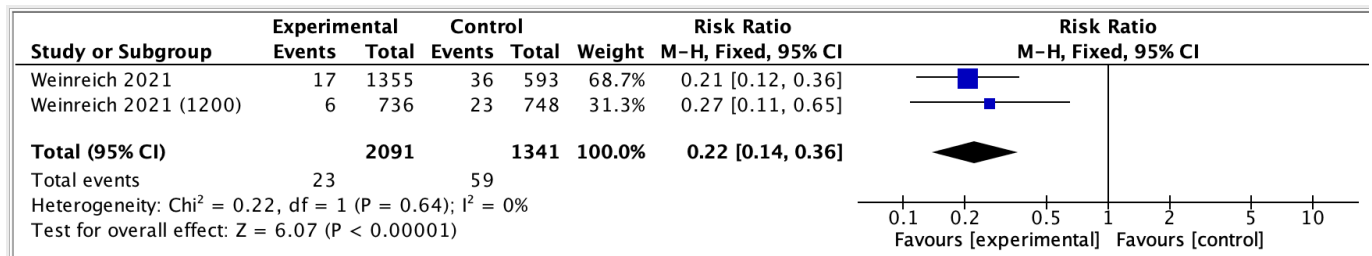 Experimental Control Risk Ratio Risk Ratio
Study or Subgroup Events Total Events Total Weight M-H, Fixed, 95% CI M-H, Fixed, 95% CI
Weinreich 2021 17 1355 36 593 68.7% 0.21 [0.12, 0.36]
Weinreich 2021 (1200) 6 736 23 748 31.3% 0.27 [0.11, 0.65]
Total (95% CI) 2091 1341 100.0% 0.22 [0.14, 0.36]
Total events 23 59
Heterogeneity: Chi² = 0.22, df = 1 (P = 0.64); I² = 0%
Test for overall effect: Z = 6.07 (P < 0.00001)
0.1 0.2 0.5 1 2 5 10
Favours [experimental] Favours [control]